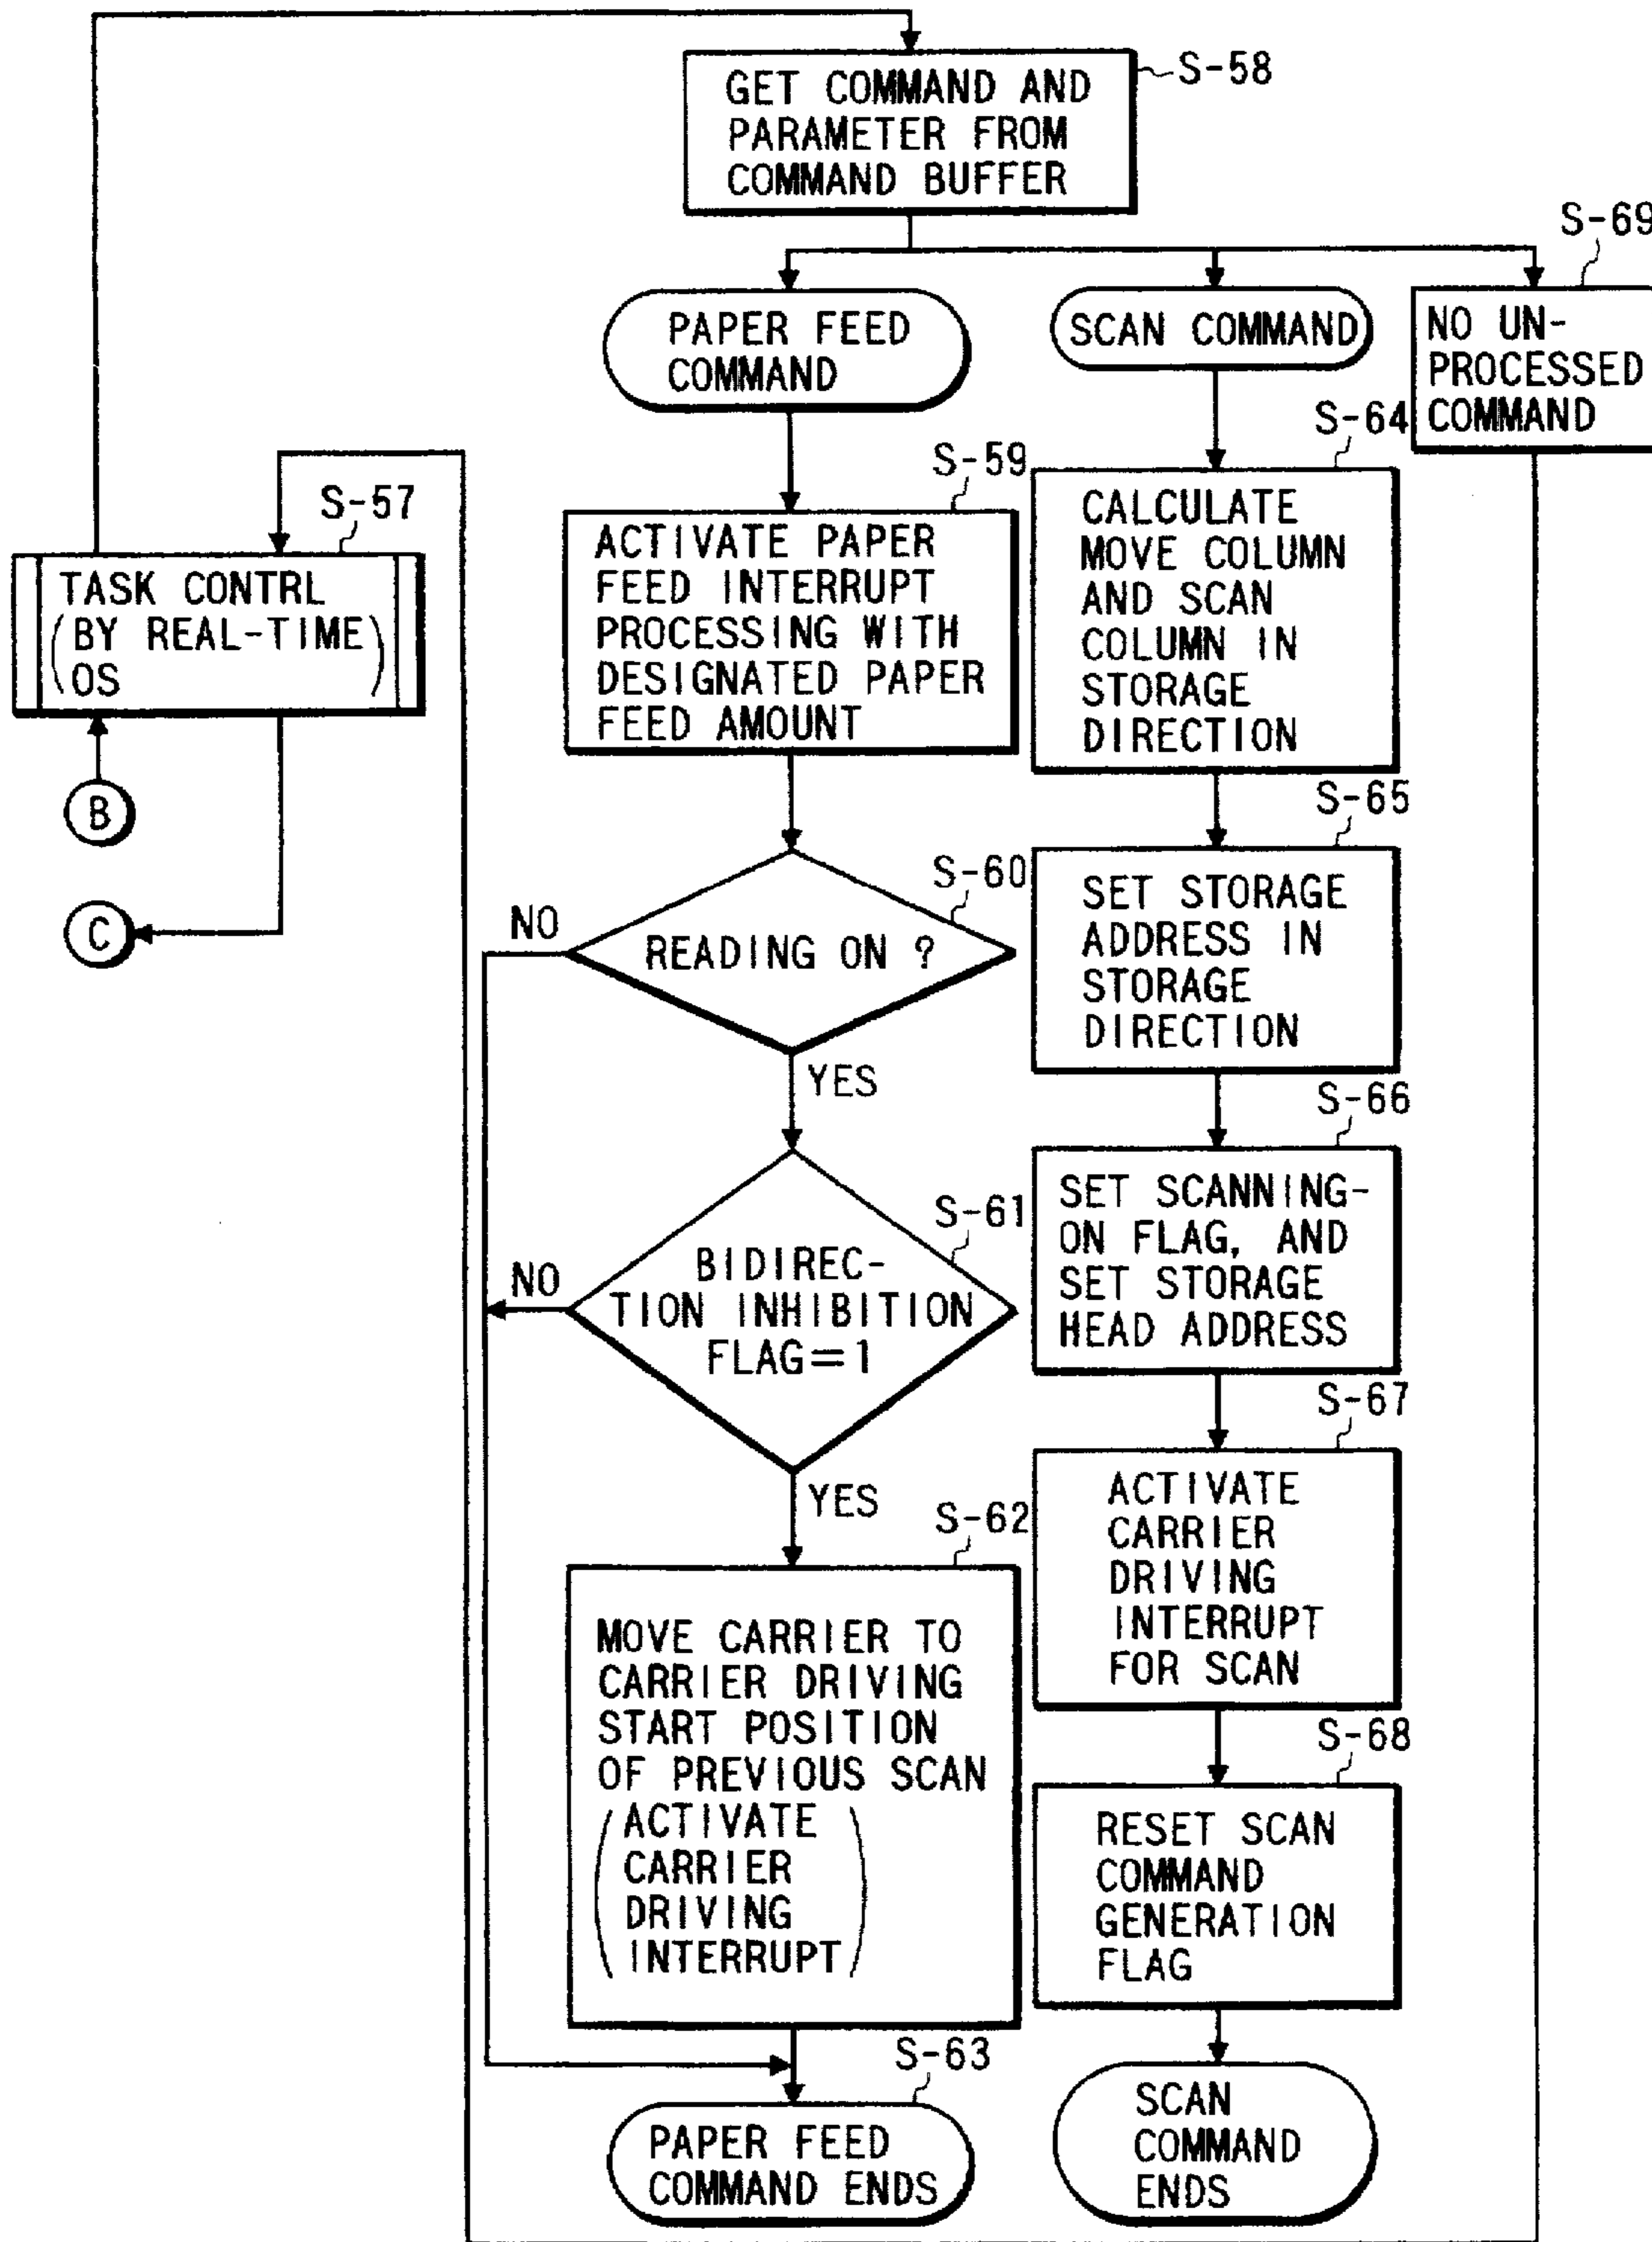 S-58
GET COMMAND AND
PARAMETER FROM
COMMAND BUFFER
S-69
NO UN-
PROCESSED
COMMAND
PAPER FEED
COMMAND
SCAN COMMAND
S-57
TASK CONTRL
(BY REAL-TIME
OS)
B
C
S-59
ACTIVATE PAPER
FEED INTERRUPT
PROCESSING WITH
DESIGNATED PAPER
FEED AMOUNT
S-60
READING ON ?
NO
YES
S-61
BIDIREC-
TION INHIBITION
FLAG=1
NO
YES
S-62
MOVE CARRIER TO
CARRIER DRIVING
START POSITION
OF PREVIOUS SCAN
(ACTIVATE
CARRIER
DRIVING
INTERRUPT)
S-63
PAPER FEED
COMMAND ENDS
S-64
CALCULATE
MOVE COLUMN
AND SCAN
COLUMN IN
STORAGE
DIRECTION
S-65
SET STORAGE
ADDRESS IN
STORAGE
DIRECTION
S-66
SET SCANNING-
ON FLAG, AND
SET STORAGE
HEAD ADDRESS
S-67
ACTIVATE
CARRIER
DRIVING
INTERRUPT
FOR SCAN
S-68
RESET SCAN
COMMAND
GENERATION
FLAG
SCAN
COMMAND
ENDS